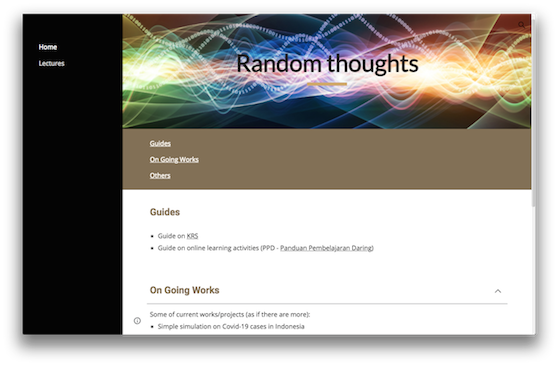 Home
Lectures
Random thoughts
Guides
On Going Works
Others
Guides
Guide on KRS
Guide on online learning activities (PPD - Panduan Pembelajaran Daring)
On Going Works
Some of current works/projects (as if there are more):
Simple simulation on Covid-19 cases in Indonesia